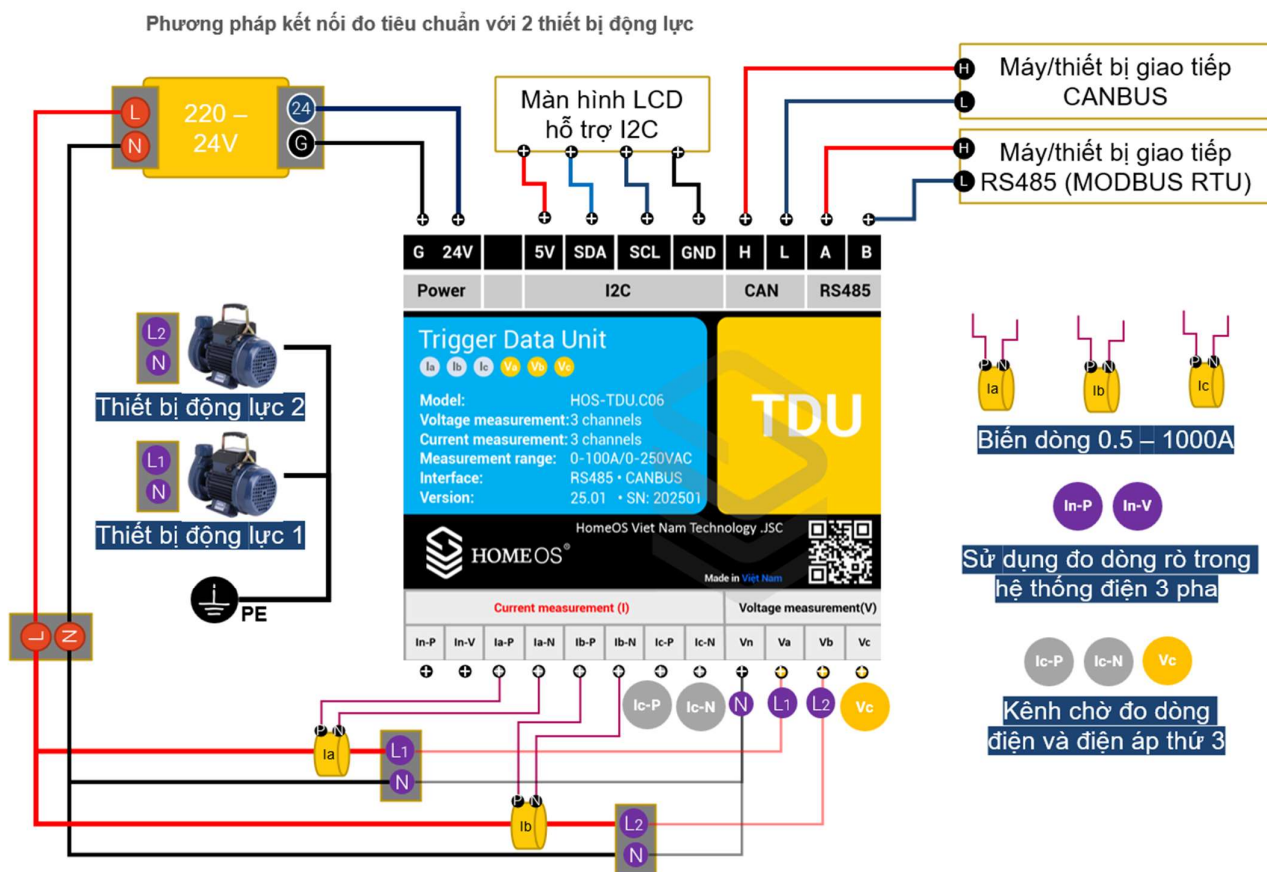 Phương pháp kết nối đo tiêu chuẩn với 2 thiết bị động lực
L
N
220 –
24V
24
G
Màn hình LCD
hỗ trợ I2C
H
L
Máy/thiết bị giao tiếp
CANBUS
H
L
Máy/thiết bị giao tiếp
RS485 (MODBUS RTU)
G 24V 5V SDA SCL GND H L A B
Power I2C CAN RS485
Trigger Data Unit
Ia Ib Ic Va Vb Vc
Model: HOS-TDU.C06
Voltage measurement: 3 channels
Current measurement: 3 channels
Measurement range: 0-100A/0-250VAC
Interface: RS485 • CANBUS
Version: 25.01 • SN: 202501
TDU
HomeOS Viet Nam Technology .JSC
HOMEOS®
Made in Việt Nam
Current measurement (I) Voltage measurement(V)
In-P In-V Ia-P Ia-N Ib-P Ib-N Ic-P Ic-N Vn Va Vb Vc
Ic-P Ic-N N L1 L2 Vc
L2
N
Thiết bị động lực 2
L1
N
Thiết bị động lực 1
PE
L N
P N
Ia
L1
N
P N
Ib
L2
N
P N P N P N
Ia Ib Ic
Biến dòng 0.5 – 1000A
In-P In-V
Sử dụng đo dòng rò trong
hệ thống điện 3 pha
Ic-P Ic-N Vc
Kênh chờ đo dòng
điện và điện áp thứ 3